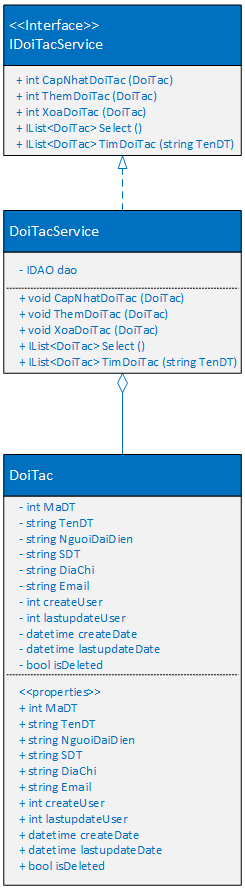 <<Interface>>
IDoiTacService
+ int CapNhatDoiTac (DoiTac)
+ int ThemDoiTac (DoiTac)
+ int XoaDoiTac (DoiTac)
+ IList<DoiTac> Select ()
+ IList<DoiTac> TimDoiTac (string TenDT)
DoiTacService
- IDAO dao
+ void CapNhatDoiTac (DoiTac)
+ void ThemDoiTac (DoiTac)
+ void XoaDoiTac (DoiTac)
+ IList<DoiTac> Select ()
+ IList<DoiTac> TimDoiTac (string TenDT)
DoiTac
- int MaDT
- string TenDT
- string NguoiDaiDien
- string SDT
- string DiaChi
- string Email
- int createUser
- int lastupdateUser
- datetime createDate
- datetime lastupdateDate
- bool isDeleted
<<properties>>
+ int MaDT
+ string TenDT
+ string NguoiDaiDien
+ string SDT
+ string DiaChi
+ string Email
+ int createUser
+ int lastupdateUser
+ datetime createDate
+ datetime lastupdateDate
+ bool isDeleted